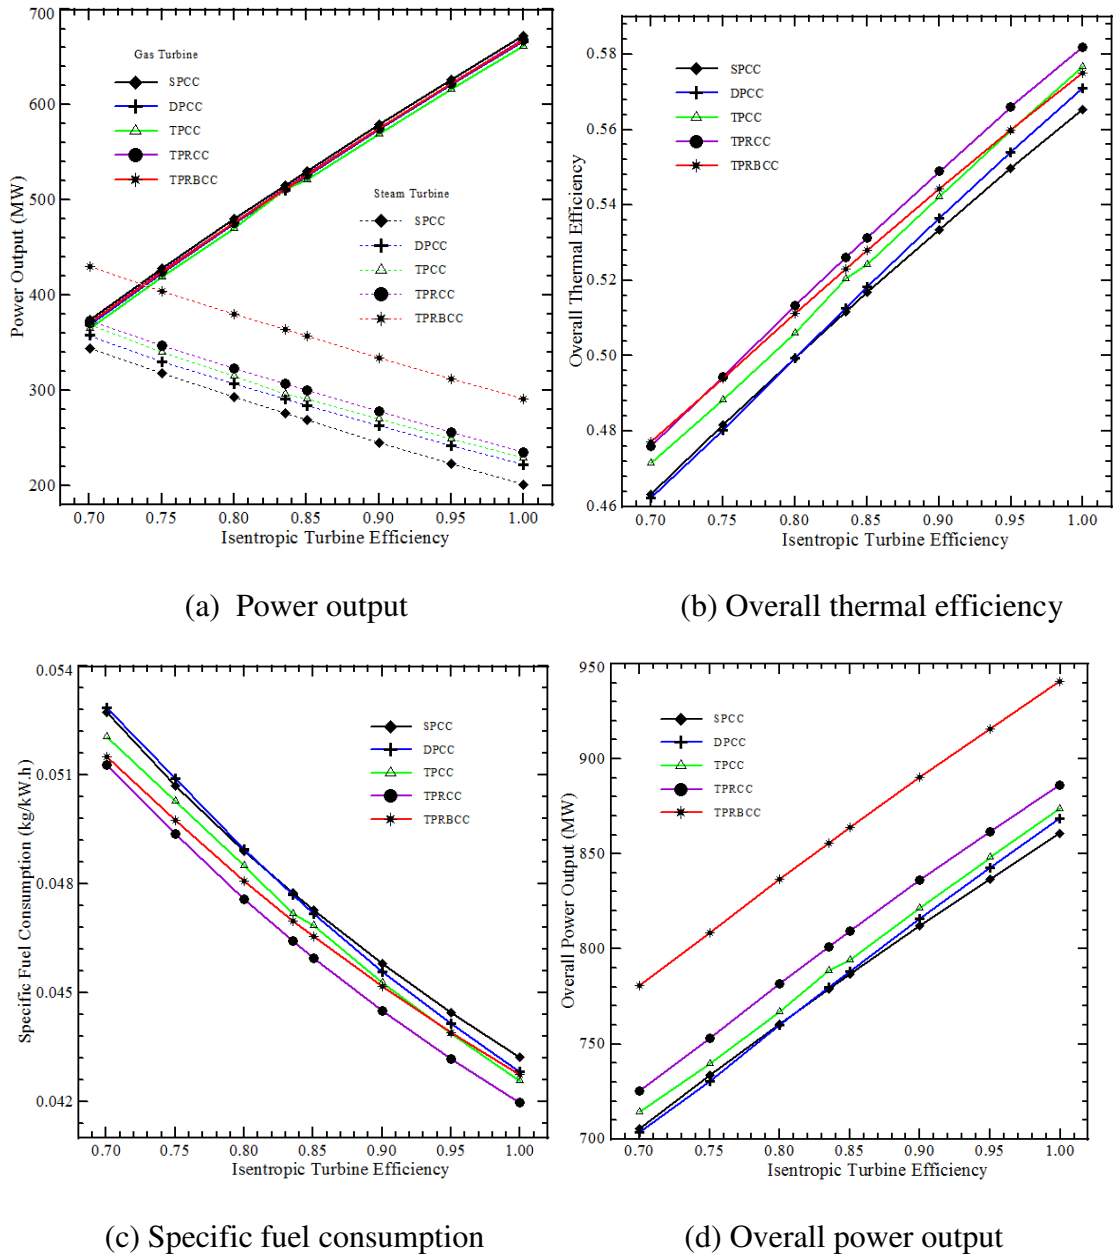 700
600
500
400
300
200
Power Output (MW)
Gas Turbine
SPCC
DPCC
TPCC
TPRCC
TPRBCC
Steam Turbine
SPCC
DPCC
TPCC
TPRCC
TPRBCC
0.70 0.75 0.80 0.85 0.90 0.95 1.00
Isentropic Turbine Efficiency
(a) Power output
0.58
0.56
0.54
0.52
0.50
0.48
0.46
Overall Thermal Efficiency
SPCC
DPCC
TPCC
TPRCC
TPRBCC
0.70 0.75 0.80 0.85 0.90 0.95 1.00
Isentropic Turbine Efficiency
(b) Overall thermal efficiency
0.054
0.051
0.048
0.045
0.042
Specific Fuel Consumption (kg/kW.h)
SPCC
DPCC
TPCC
TPRCC
TPRBCC
0.70 0.75 0.80 0.85 0.90 0.95 1.00
Isentropic Turbine Efficiency
(c) Specific fuel consumption
950
900
850
800
750
700
Overall Power Output (MW)
SPCC
DPCC
TPCC
TPRCC
TPRBCC
0.70 0.75 0.80 0.85 0.90 0.95 1.00
Isentropic Turbine Efficiency
(d) Overall power output